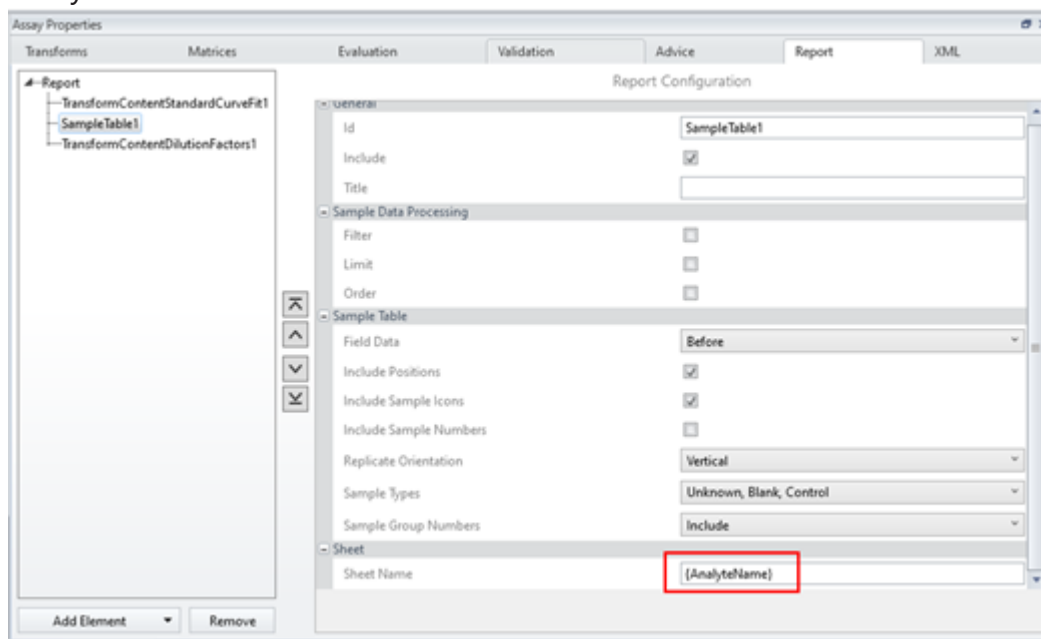 Assay Properties
Transforms Matrices Evaluation Validation Advice Report XML
Report
TransformContentStandardCurveFit1
SampleTable1
TransformContentDilutionFactors1
Report Configuration
General
Id SampleTable1
Include
Title
Sample Data Processing
Filter
Limit
Order
Sample Table
Field Data Before
Include Positions
Include Sample Icons
Include Sample Numbers
Replicate Orientation Vertical
Sample Types Unknown, Blank, Control
Sample Group Numbers Include
Sheet
Sheet Name {AnalyteName}
Add Element Remove